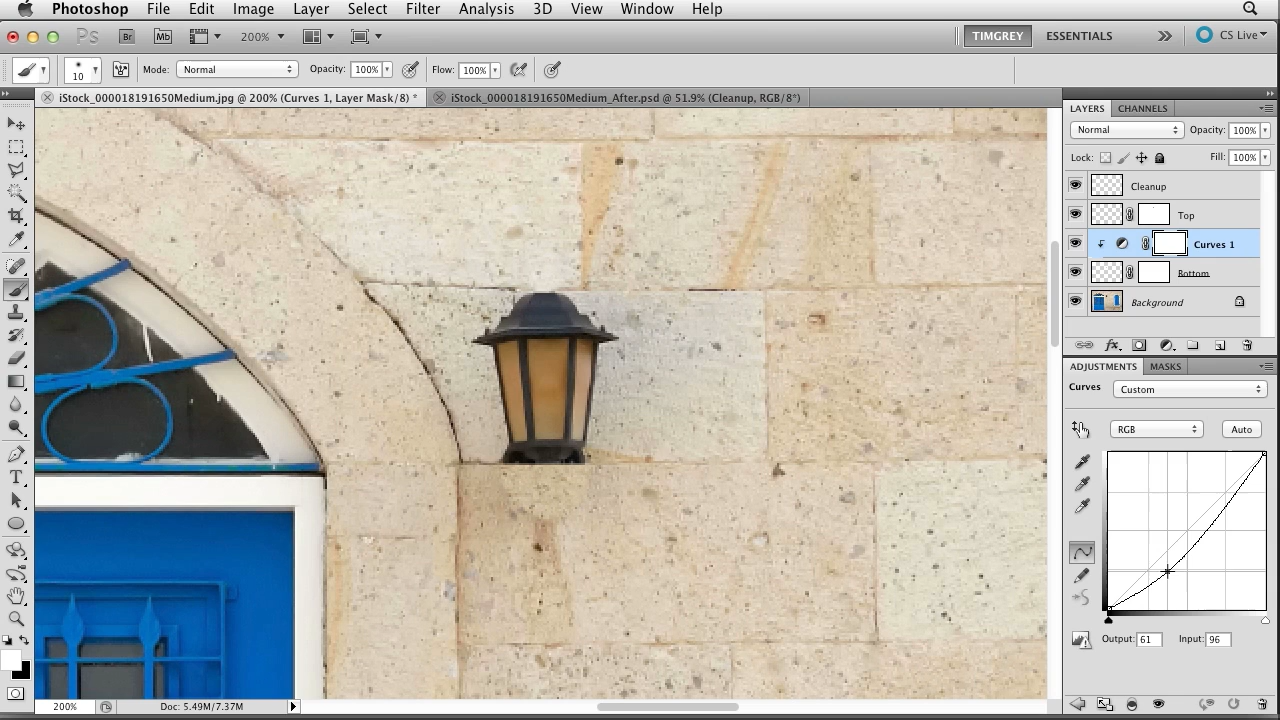 Photoshop File Edit Image Layer Select Filter Analysis 3D View Window Help
Ps Br Mb 200% TIMGREY ESSENTIALS CS Live
10 Mode: Normal Opacity: 100% Flow: 100%
iStock_000018191650Medium.jpg @ 200% (Curves 1, Layer Mask/8) * iStock_000018191650Medium_After.psd @ 51.9% (Cleanup, RGB/8*)
LAYERS CHANNELS
Normal Opacity: 100%
Lock: Fill: 100%
Cleanup
Top
Curves 1
Bottom
Background
fx
ADJUSTMENTS MASKS
Curves Custom
RGB Auto
Output: 61 Input: 96
T
200% Doc: 5.49M/7.37M